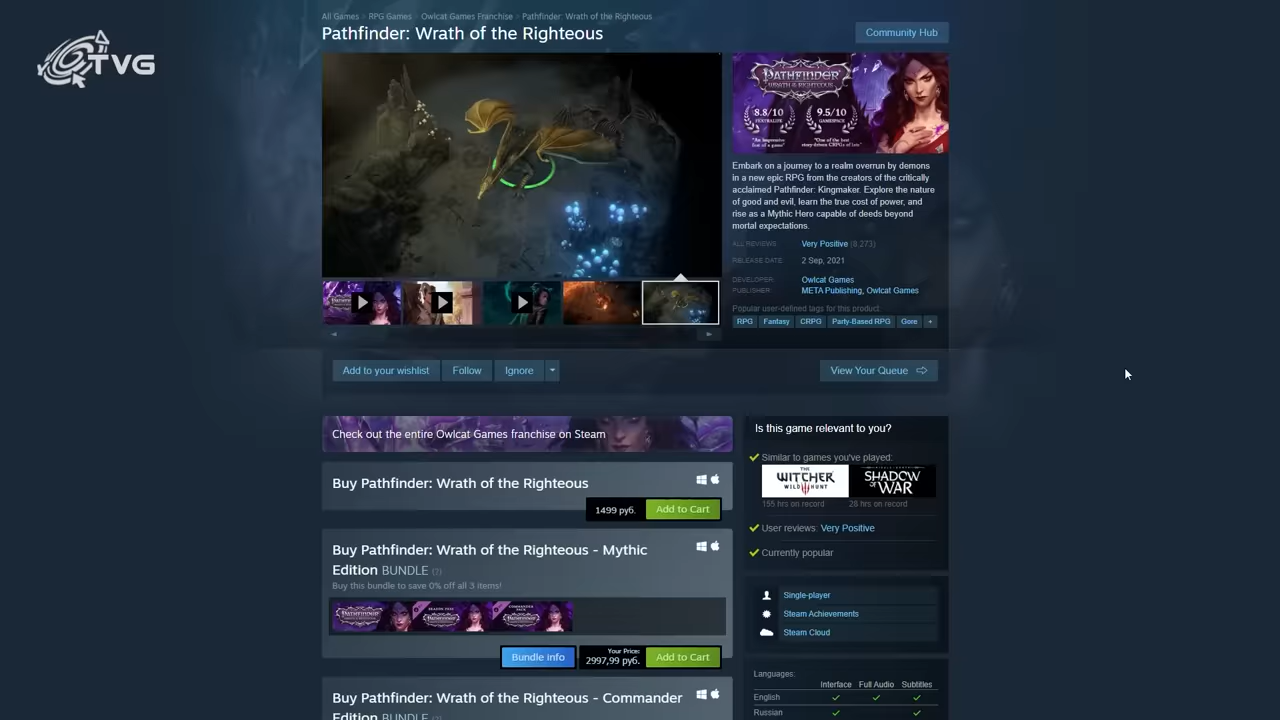 TVG
All Games > RPG Games > Owlcat Games Franchise > Pathfinder: Wrath of the Righteous
Pathfinder: Wrath of the Righteous
Community Hub
PATHFINDER
WRATH OF THE RIGHTEOUS
8.8/10
9.5/10
Embark on a journey to a realm overrun by demons
in a new epic RPG from the creators of the critically
acclaimed Pathfinder: Kingmaker. Explore the nature
of good and evil, learn the true cost of power, and
rise as a Mythic Hero capable of deeds beyond
mortal expectations.
ALL REVIEWS: Very Positive (8,273)
RELEASE DATE: 2 Sep, 2021
DEVELOPER: Owlcat Games
PUBLISHER: META Publishing, Owlcat Games
Popular user-defined tags for this product:
RPG Fantasy CRPG Party-Based RPG Gore +
Add to your wishlist Follow Ignore View Your Queue
Check out the entire Owlcat Games franchise on Steam
Is this game relevant to you?
Similar to games you've played:
THE WITCHER WILD HUNT
SHADOW OF WAR
155 hrs on record 28 hrs on record
User reviews: Very Positive
Currently popular
Buy Pathfinder: Wrath of the Righteous
1499 pуб. Add to Cart
Buy Pathfinder: Wrath of the Righteous - Mythic
Edition BUNDLE (?)
Buy this bundle to save 0% off all 3 items!
Bundle info
Your Price:
2997,99 pуб.
Add to Cart
Single-player
Steam Achievements
Steam Cloud
Languages:
Interface Full Audio Subtitles
English
Russian
Buy Pathfinder: Wrath of the Righteous - Commander
Edition BUNDLE (?)